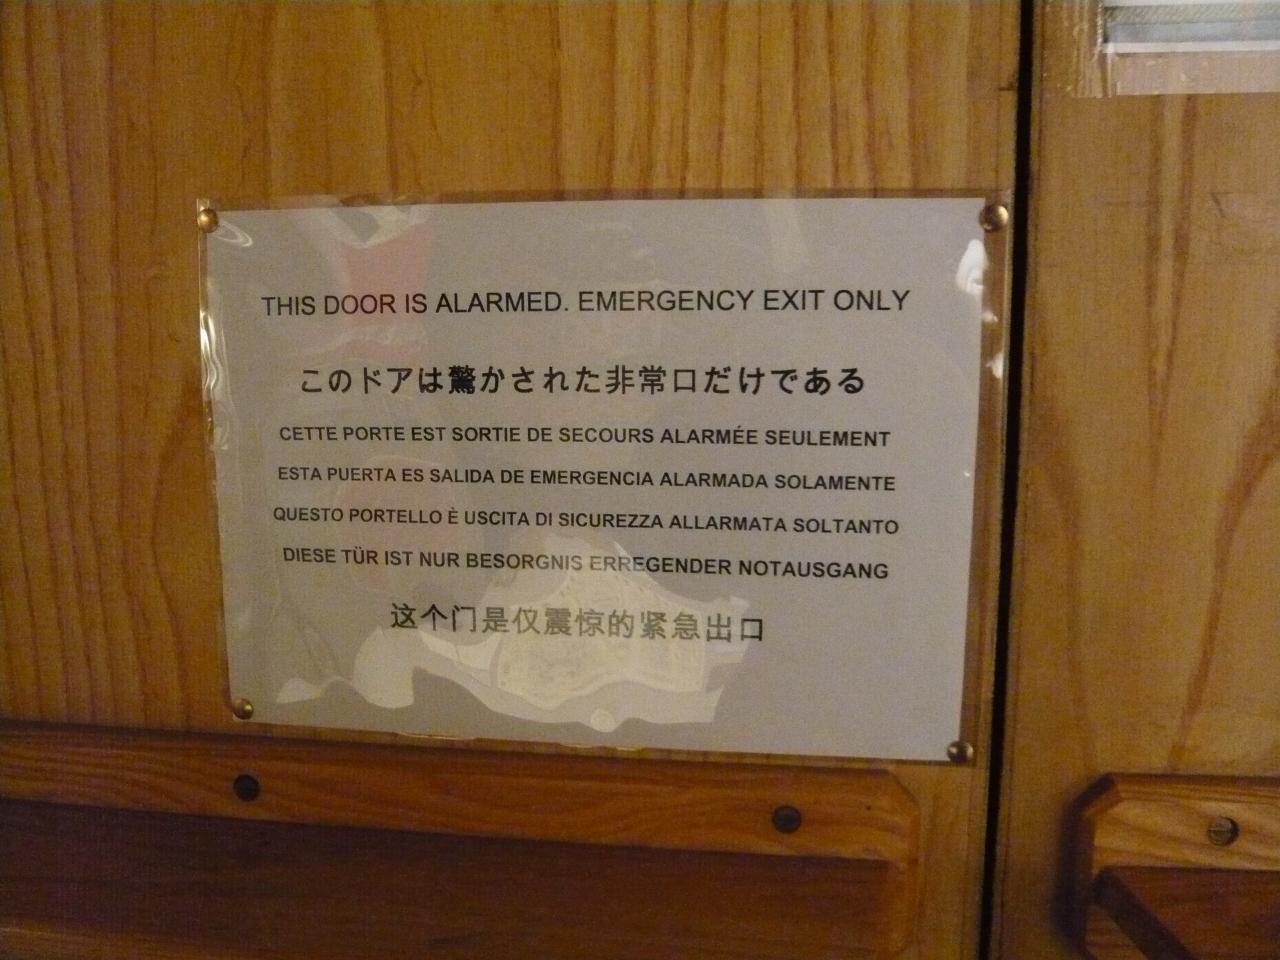 THIS DOOR IS ALARMED. EMERGENCY EXIT ONLY
このドアは驚かされた非常口だけである
CETTE PORTE EST SORTIE DE SECOURS ALARMÉE SEULEMENT
ESTA PUERTA ES SALIDA DE EMERGENCIA ALARMADA SOLAMENTE
QUESTO PORTELLO È USCITA DI SICUREZZA ALLARMATA SOLTANTO
DIESE TÜR IST NUR BESORGNIS ERREGENDER NOTAUSGANG
这个门是仅震惊的紧急出口